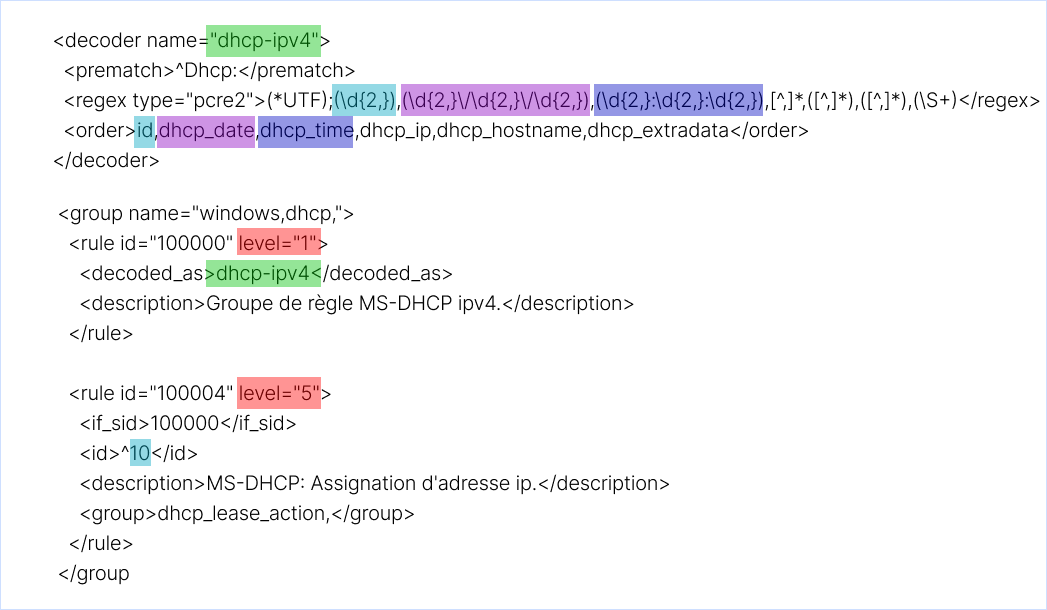 <decoder name="dhcp-ipv4">
<prematch>^Dhcp:</prematch>
<regex type="pcre2">(*UTF);(\d{2,}),(\d{2,}\/\d{2,}\/\d{2,}),(\d{2,}:\d{2,}:\d{2,}),[^,]*,([^,]*),([^,]*),(\S+)</regex>
<order>id,dhcp_date,dhcp_time,dhcp_ip,dhcp_hostname,dhcp_extradata</order>
</decoder>
<group name="windows,dhcp,">
<rule id="100000" level="1">
<decoded_as>dhcp-ipv4</decoded_as>
<description>Groupe de règle MS-DHCP ipv4.</description>
</rule>
<rule id="100004" level="5">
<if_sid>100000</if_sid>
<id>^10</id>
<description>MS-DHCP: Assignation d'adresse ip.</description>
<group>dhcp_lease_action,</group>
</rule>
</group